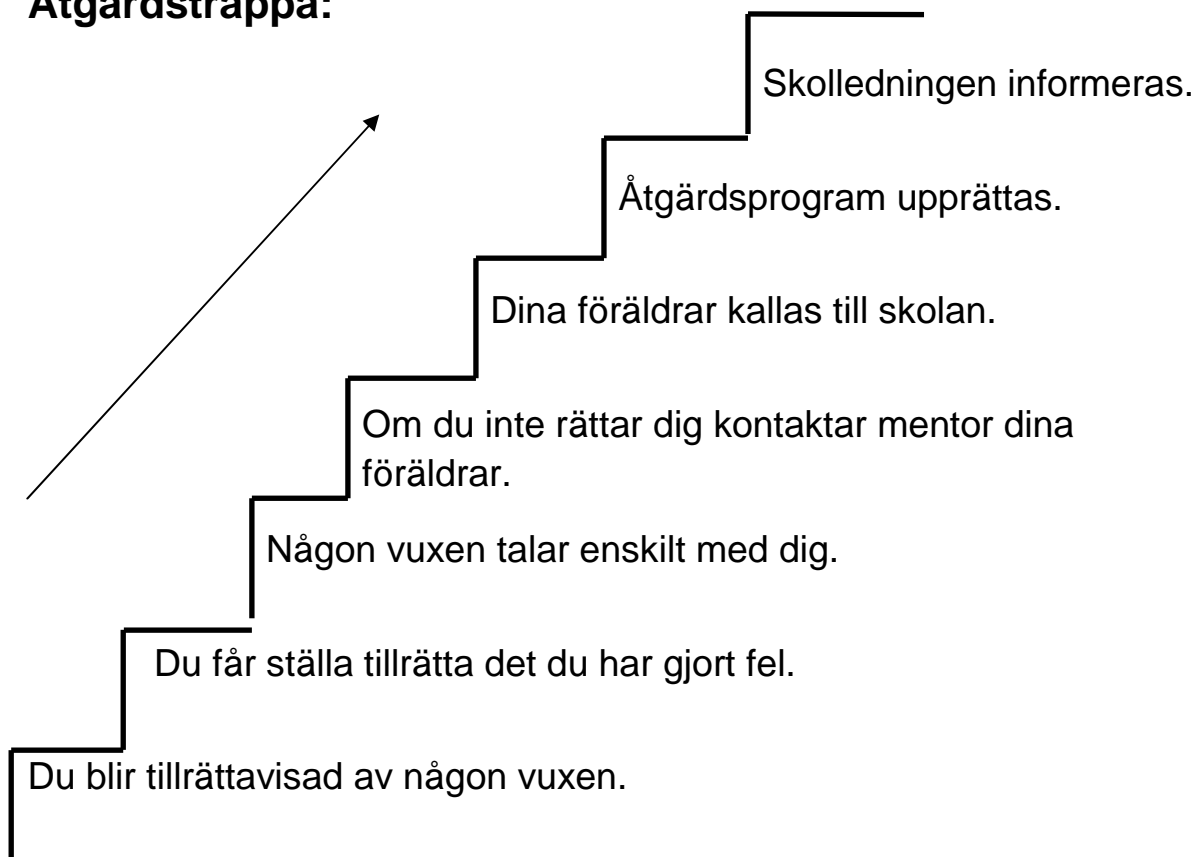 Åtgärdstrappa:
Skolledningen informeras.
Åtgärdsprogram upprättas.
Dina föräldrar kallas till skolan.
Om du inte rättar dig kontaktar mentor dina
föräldrar.
Någon vuxen talar enskilt med dig.
Du får ställa tillrätta det du har gjort fel.
Du blir tillrättavisad av någon vuxen.